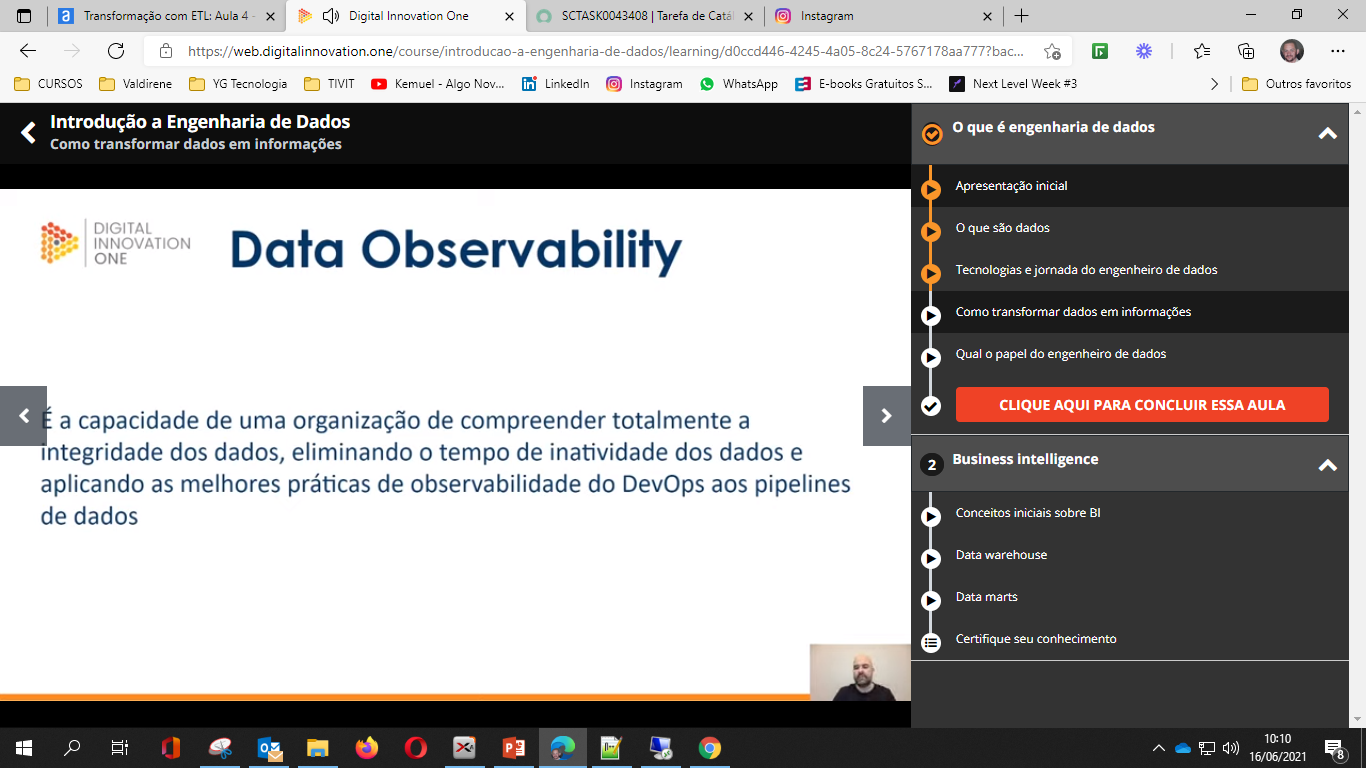 Transformação com ETL: Aula 4 -
Digital Innovation One
SCTASK0043408 | Tarefa de Catál
Instagram
https://web.digitalinnovation.one/course/introducao-a-engenharia-de-dados/learning/d0ccd446-4245-4a05-8c24-5767178aa777?bac...
CURSOS
Valdirene
YG Tecnologia
TIVIT
Kemuel - Algo Nov...
LinkedIn
Instagram
WhatsApp
E-books Gratuitos S...
Next Level Week #3
Outros favoritos
Introdução a Engenharia de Dados
Como transformar dados em informações
DIGITAL
INNOVATION
ONE
Data Observability
É a capacidade de uma organização de compreender totalmente a
integridade dos dados, eliminando o tempo de inatividade dos dados e
aplicando as melhores práticas de observabilidade do DevOps aos pipelines
de dados
O que é engenharia de dados
Apresentação inicial
O que são dados
Tecnologias e jornada do engenheiro de dados
Como transformar dados em informações
Qual o papel do engenheiro de dados
CLIQUE AQUI PARA CONCLUIR ESSA AULA
2 Business intelligence
Conceitos iniciais sobre BI
Data warehouse
Data marts
Certifique seu conhecimento
10:10
16/06/2021
8